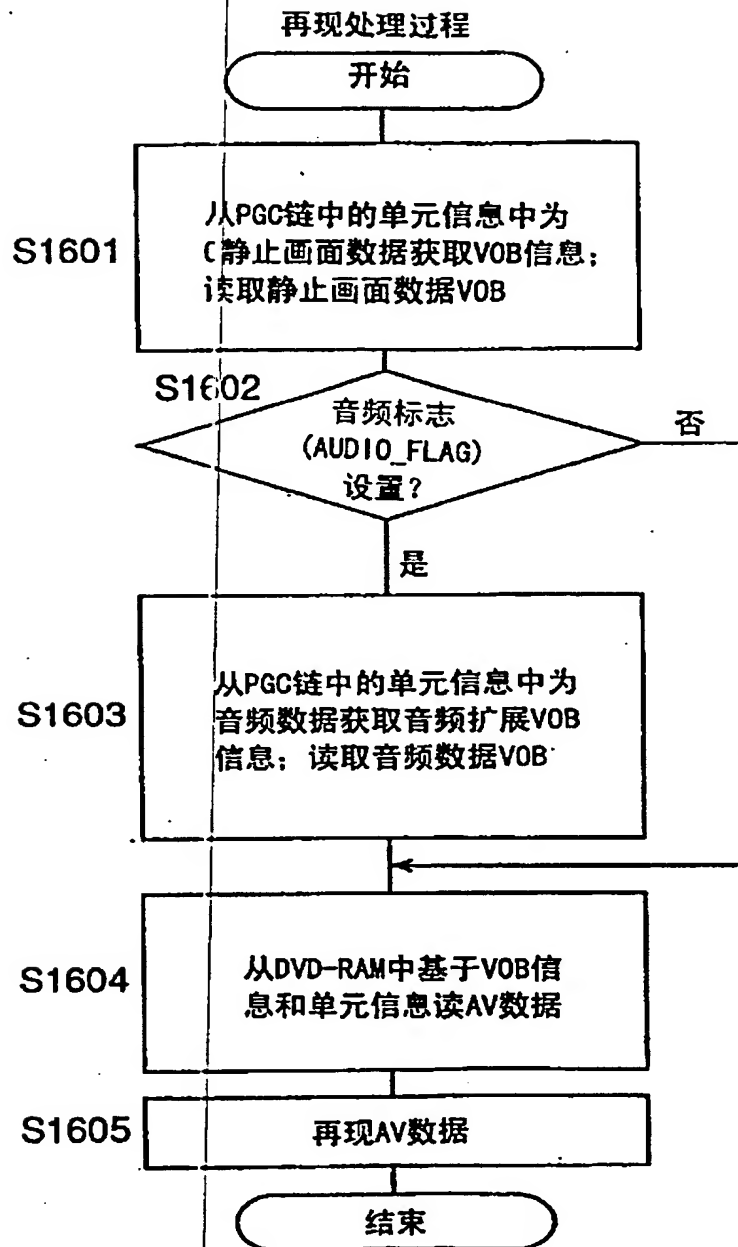 再现处理过程
开始
S1601
从PGC链中的单元信息中为
静止画面数据获取VOB信息；
读取静止画面数据VOB
S1602
音频标志
(AUDIO_FLAG)
设置？
否
是
S1603
从PGC链中的单元信息中为
音频数据获取音频扩展VOB
信息；读取音频数据VOB
S1604
从DVD-RAM中基于VOB信
息和单元信息读AV数据
S1605
再现AV数据
结束